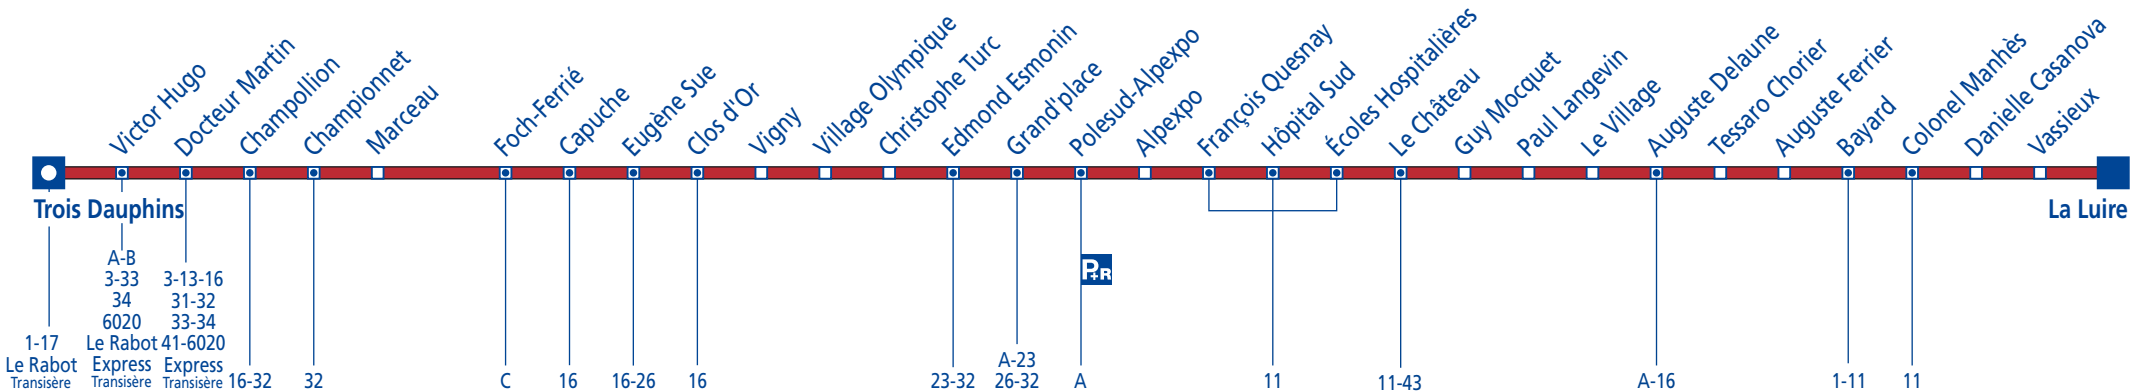 Victor Hugo
Docteur Martin
Champollion
Championnet
Marceau
Foch-Ferrié
Capuche
Eugène Sue
Clos d'Or
Vigny
Village Olympique
Christophe Turc
Edmond Esmonin
Grand'place
Polesud-Alpexpo
Alpexpo
François Quesnay
Hôpital Sud
Écoles Hospitalières
Le Château
Guy Mocquet
Paul Langevin
Le Village
Auguste Delaune
Tessaro Chorier
Auguste Ferrier
Bayard
Colonel Manhès
Danielle Casanova
Vassieux
Trois Dauphins
La Luire
1-17
Le Rabot
Transisère
A-B
3-33
34
6020
Le Rabot
Express
Transisère
3-13-16
31-32
33-34
41-6020
Express
Transisère
16-32
32
C
16
16-26
16
23-32
A-23
26-32
P+R
A
11
11-43
A-16
1-11
11